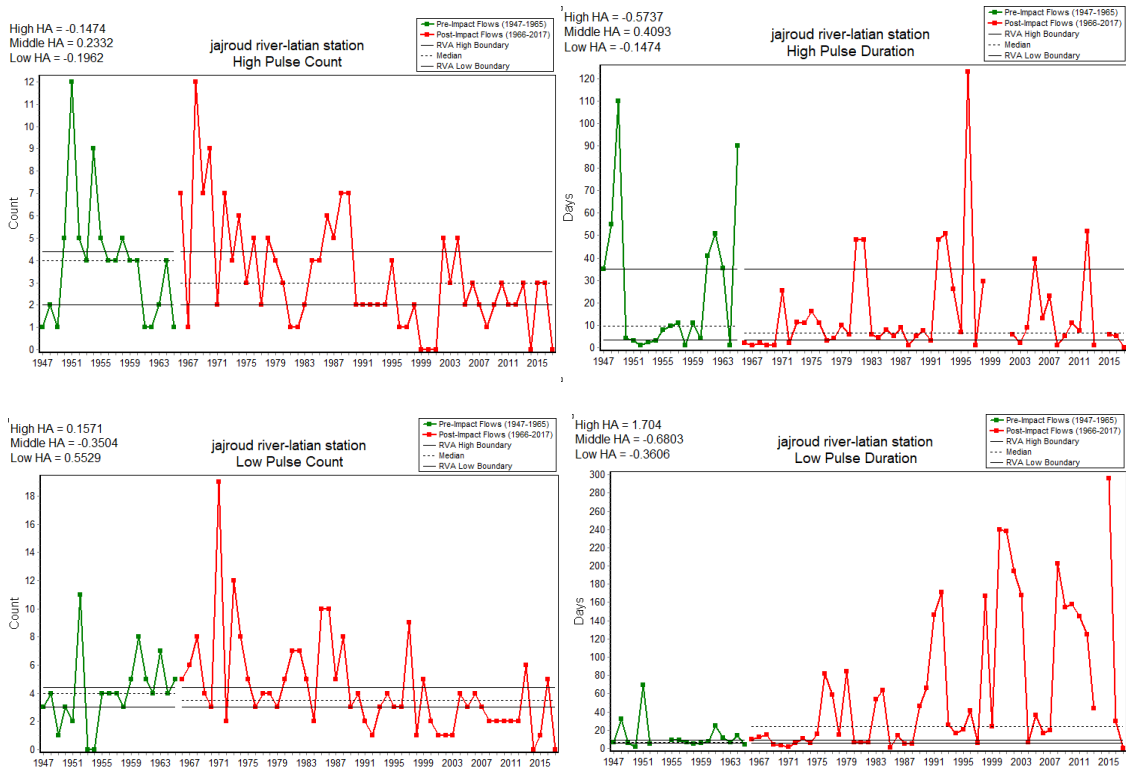 High HA = -0.1474
Middle HA = 0.2332
Low HA = -0.1962
jajroud river-latian station
High Pulse Count
Pre-Impact Flows (1947-1965)
Post-Impact Flows (1966-2017)
RVA High Boundary
Median
RVA Low Boundary
Count
12
11
10
9
8
7
6
5
4
3
2
1
0
1947 1951 1955 1959 1963 1967 1971 1975 1979 1983 1987 1991 1995 1999 2003 2007 2011 2015
High HA = -0.5737
Middle HA = 0.4093
Low HA = -0.1474
jajroud river-latian station
High Pulse Duration
Pre-Impact Flows (1947-1965)
Post-Impact Flows (1966-2017)
RVA High Boundary
Median
RVA Low Boundary
Days
120
110
100
90
80
70
60
50
40
30
20
10
0
1947 1951 1955 1959 1963 1967 1971 1975 1979 1983 1987 1991 1995 1999 2003 2007 2011 2015
High HA = 0.1571
Middle HA = -0.3504
Low HA = 0.5529
jajroud river-latian station
Low Pulse Count
Pre-Impact Flows (1947-1965)
Post-Impact Flows (1966-2017)
RVA High Boundary
Median
RVA Low Boundary
Count
18
16
14
12
10
8
6
4
2
0
1947 1951 1955 1959 1963 1967 1971 1975 1979 1983 1987 1991 1995 1999 2003 2007 2011 2015
High HA = 1.704
Middle HA = -0.6803
Low HA = -0.3606
jajroud river-latian station
Low Pulse Duration
Pre-Impact Flows (1947-1965)
Post-Impact Flows (1966-2017)
RVA High Boundary
Median
RVA Low Boundary
Days
300
250
200
150
100
50
40
30
20
10
0
1947 1951 1955 1959 1963 1967 1971 1975 1979 1983 1987 1991 1995 1999 2003 2007 2011 2015